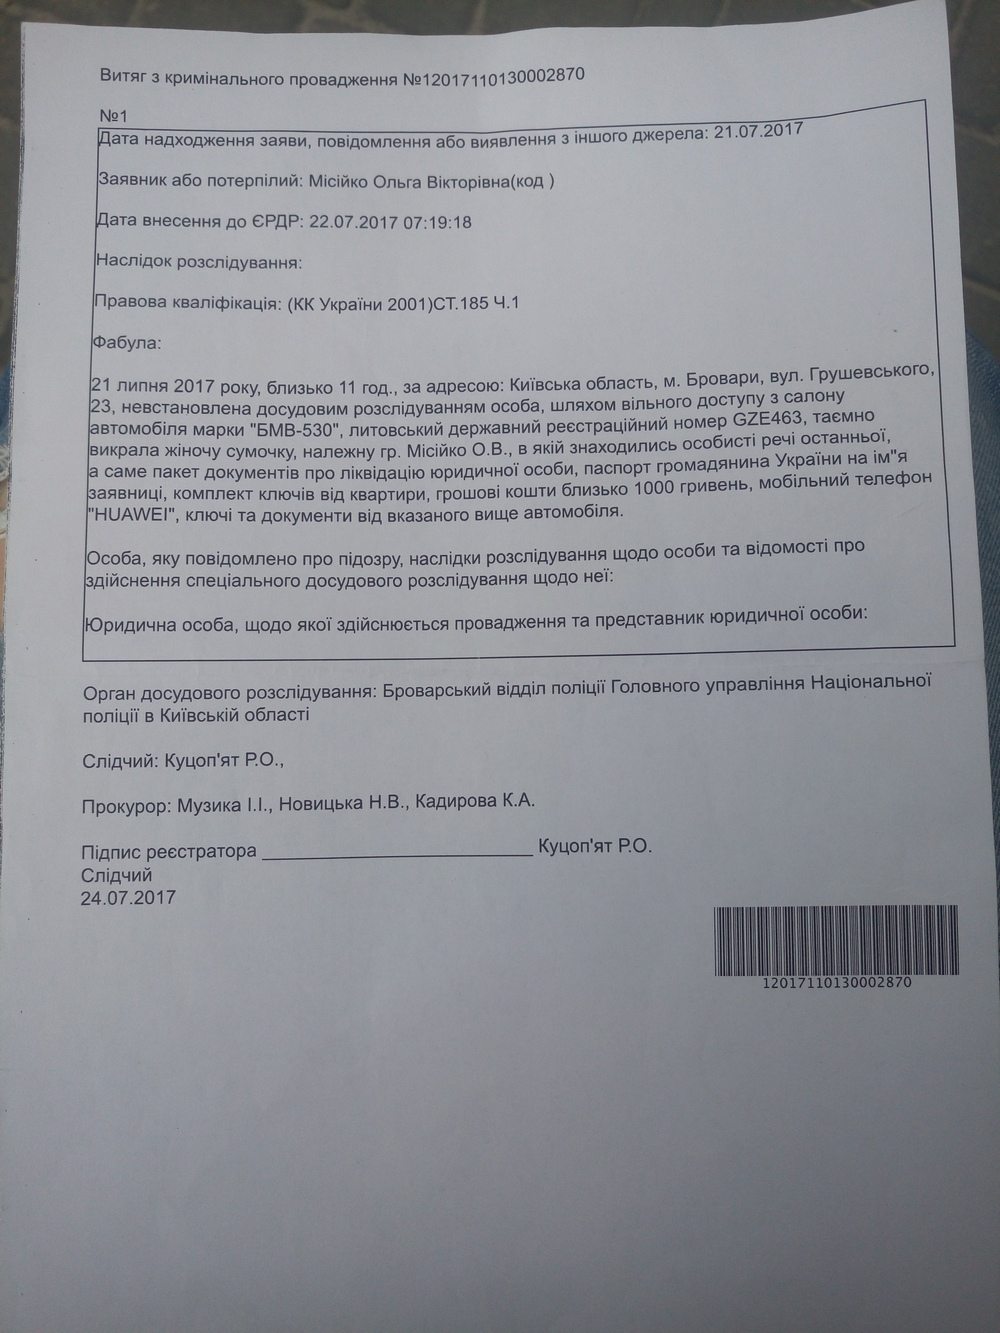 Витяг з кримінального провадження №12017110130002870
№1
Дата надходження заяви, повідомлення або виявлення з іншого джерела: 21.07.2017
Заявник або потерпілий: Місійко Ольга Вікторівна(код )
Дата внесення до ЄРДР: 22.07.2017 07:19:18
Наслідок розслідування:
Правова кваліфікація: (КК України 2001)СТ.185 Ч.1
Фабула:
21 липня 2017 року, близько 11 год., за адресою: Київська область, м. Бровари, вул. Грушевського,
23, невстановлена досудовим розслідуванням особа, шляхом вільного доступу з салону
автомобіля марки "БМВ-530", литовський державний реєстраційний номер GZE463, таємно
викрала жіночу сумочку, належну гр. Місійко О.В., в якій знаходились особисті речі останньої,
а саме пакет документів про ліквідацію юридичної особи, паспорт громадянина України на ім"я
заявниці, комплект ключів від квартири, грошові кошти близько 1000 гривень, мобільний телефон
"HUAWEI", ключі та документи від вказаного вище автомобіля.
Особа, яку повідомлено про підозру, наслідки розслідування щодо особи та відомості про
здійснення спеціального досудового розслідування щодо неї:
Юридична особа, щодо якої здійснюється провадження та представник юридичної особи:
Орган досудового розслідування: Броварський відділ поліції Головного управління Національної
поліції в Київській області
Слідчий: Куцоп'ят Р.О.,
Прокурор: Музика І.І., Новицька Н.В., Кадирова К.А.
Підпис реєстратора ____________________________ Куцоп'ят Р.О.
Слідчий
24.07.2017
12017110130002870